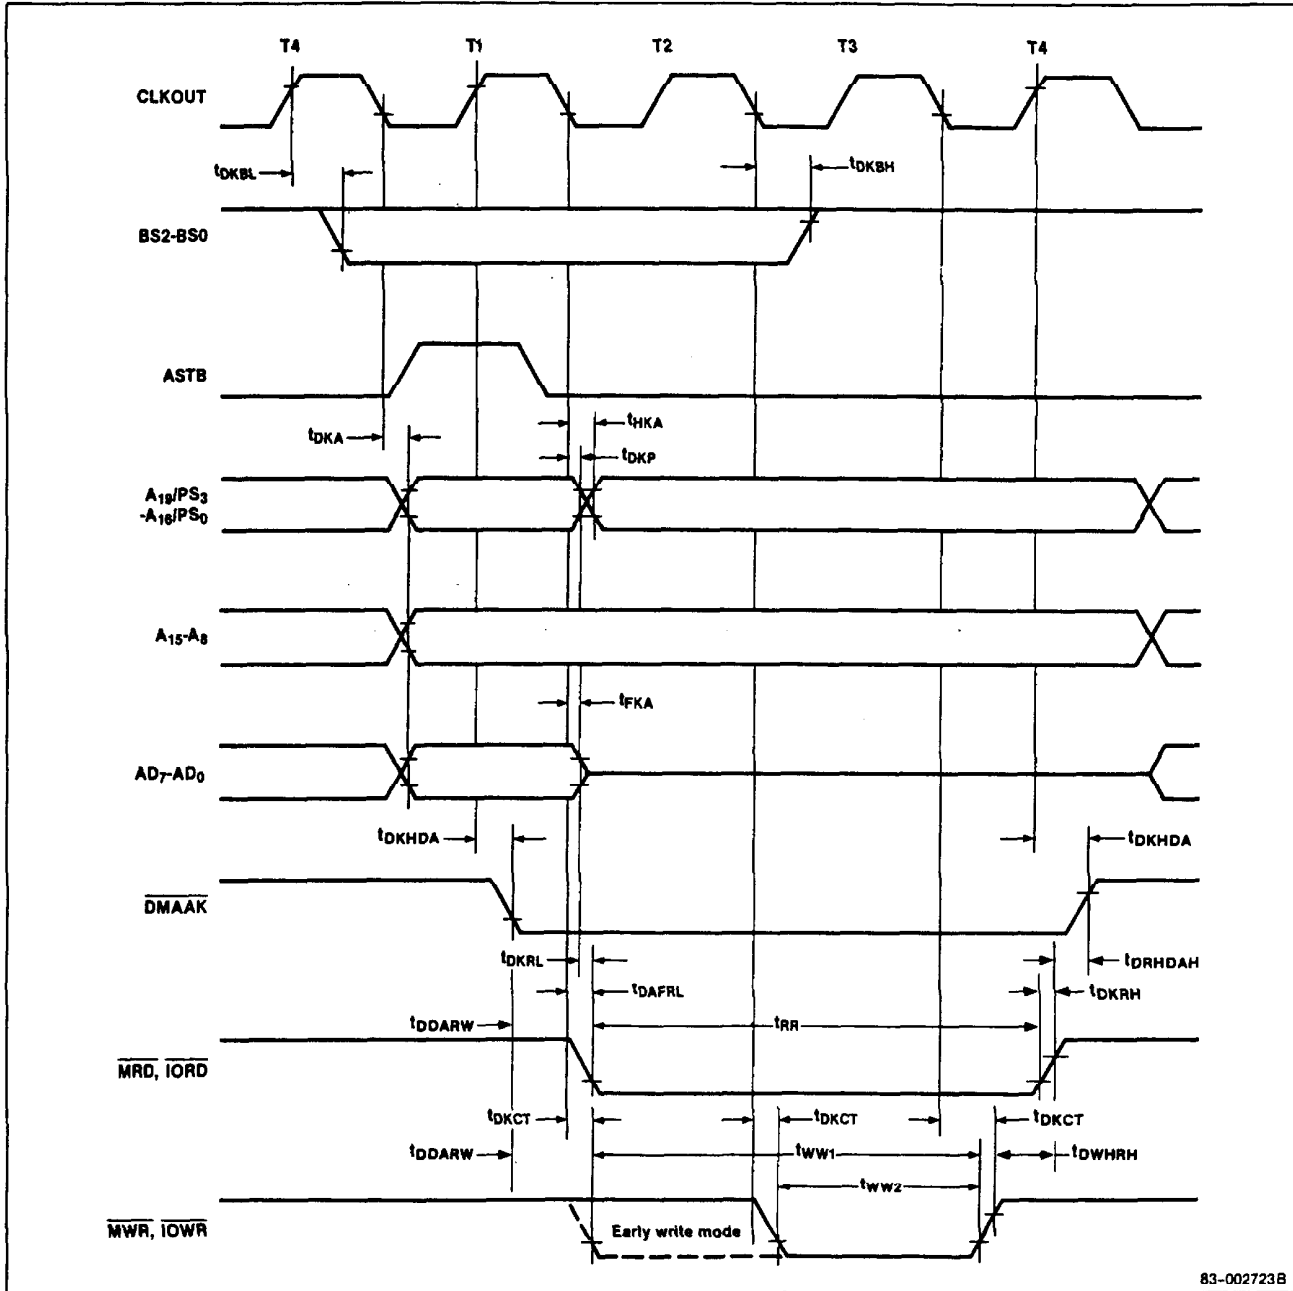 T4 T1 T2 T3 T4
CLKOUT
tDKBL tDKBH
BS2-BS0
ASTB
tHKA
tDKA
tDKP
A19/PS3
-A16/PS0
A15-A8
tFKA
AD7-AD0
tDKHDA tDKHDA
DMAAK
tDKRL tDRHDAH
tDAFRL tDKRH
tDDARW tRR
MRD, IORD
tDKCT tDKCT tDKCT
tDDARW tWW1 tDWHRH
tWW2
MWR, IOWR Early write mode
83-002723B